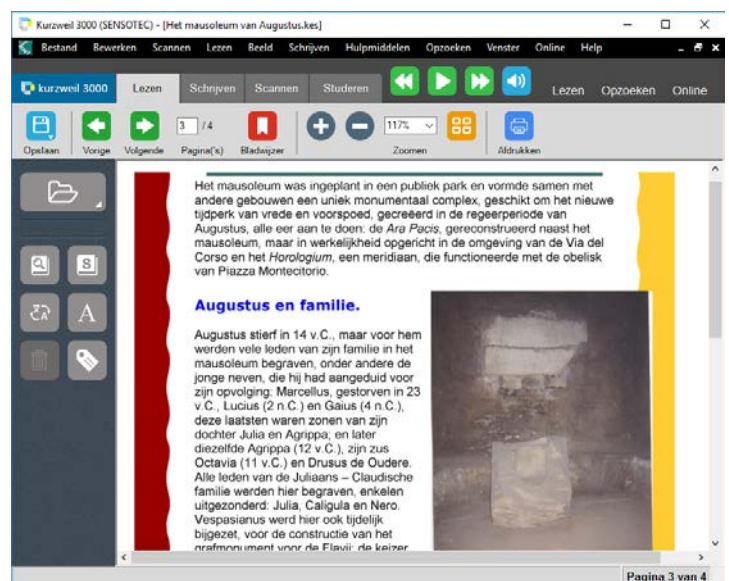 Kurzweil 3000 (SENSOTEC) - [Het mausoleum van Augustus.kes]
Bestand Bewerken Scannen Lezen Beeld Schrijven Hulpmiddelen Opzoeken Venster Online Help
kurzweil 3000 Lezen Schrijven Scannen Studeren Lezen Opzoeken Online
3 / 4 117%
Opslaan Vorige Volgende Pagina('s) Bladwijzer Zoomen Afdrukken
Het mausoleum was ingeplant in een publiek park en vormde samen met
andere gebouwen een uniek monumentaal complex, geschikt om het nieuwe
tijdperk van vrede en voorspoed, gecreëerd in de regeerperiode van
Augustus, alle eer aan te doen: de Ara Pacis, gereconstrueerd naast het
mausoleum, maar in werkelijkheid opgericht in de omgeving van de Via del
Corso en het Horologium, een meridiaan, die functioneerde met de obelisk
van Piazza Montecitorio.
Augustus en familie.
Augustus stierf in 14 v.C., maar voor hem
werden vele leden van zijn familie in het
mausoleum begraven, onder andere de
jonge neven, die hij had aangeduid voor
zijn opvolging: Marcellus, gestorven in 23
v.C., Lucius (2 n.C.) en Gaius (4 n.C.),
deze laatsten waren zonen van zijn
dochter Julia en Agrippa; en later
diezelfde Agrippa (12 v.C.), zijn zus
Octavia (11 v.C.) en Drusus de Oudere.
Alle leden van de Juliaans – Claudische
familie werden hier begraven, enkelen
uitgezonderd: Julia, Caligula en Nero.
Vespasianus werd hier ook tijdelijk
bijgezet, voor de constructie van het
grafmonument voor de Flavii; de keizer
Pagina 3 van 4